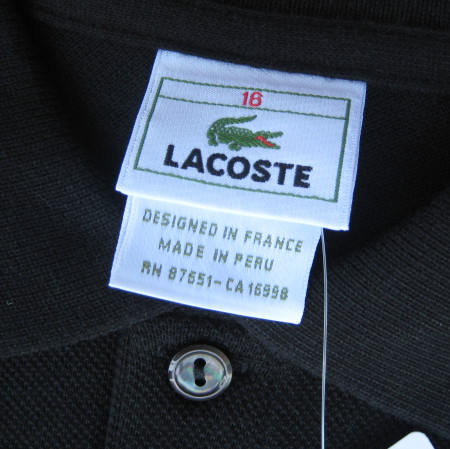 16
LACOSTE
DESIGNED IN FRANCE
MADE IN PERU
RN 87651-CA 16998